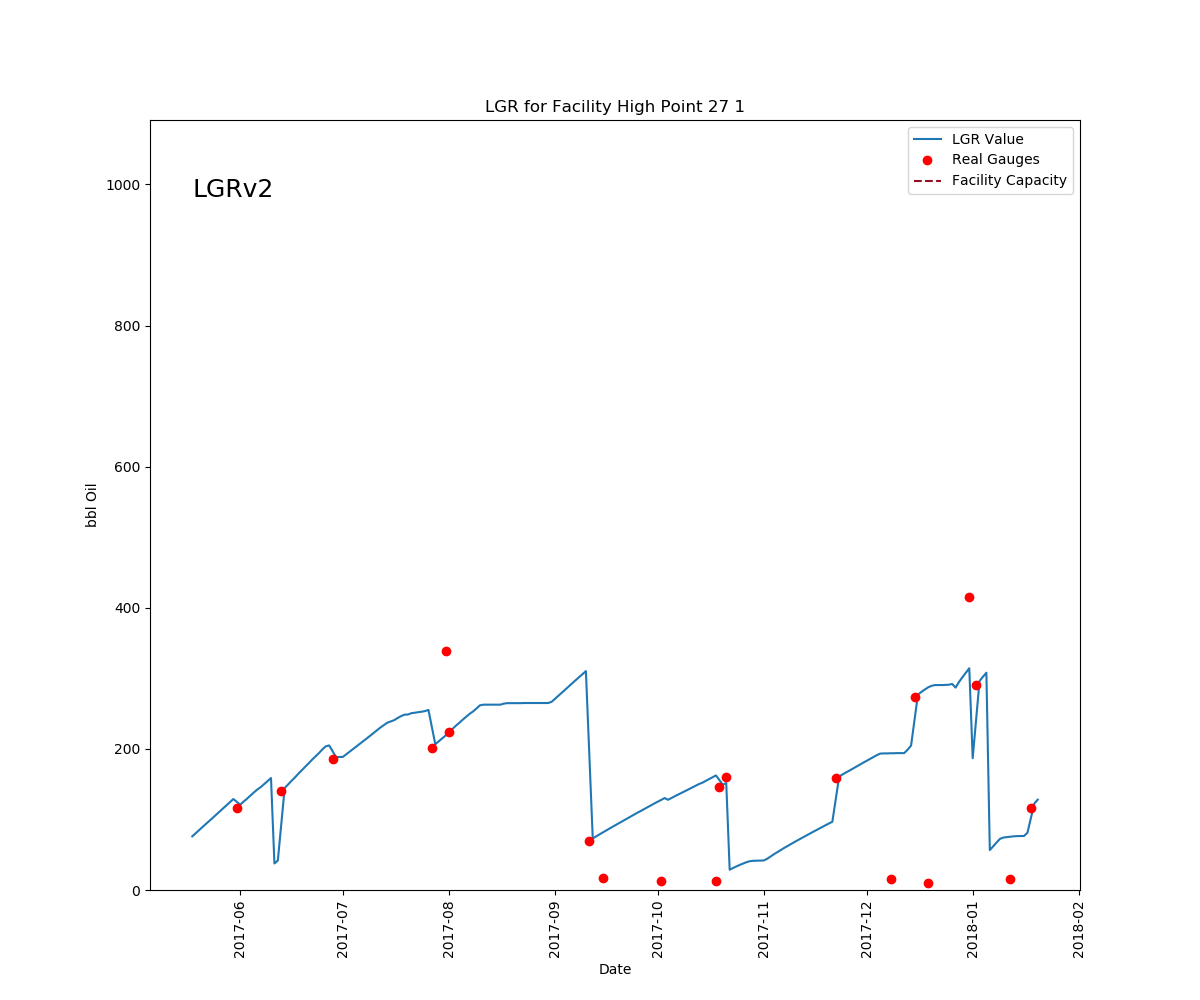 LGR for Facility High Point 27 1
LGRv2
LGR Value
Real Gauges
Facility Capacity
bbl Oil
1000
800
600
400
200
0
2017-06
2017-07
2017-08
2017-09
2017-10
2017-11
2017-12
2018-01
2018-02
Date